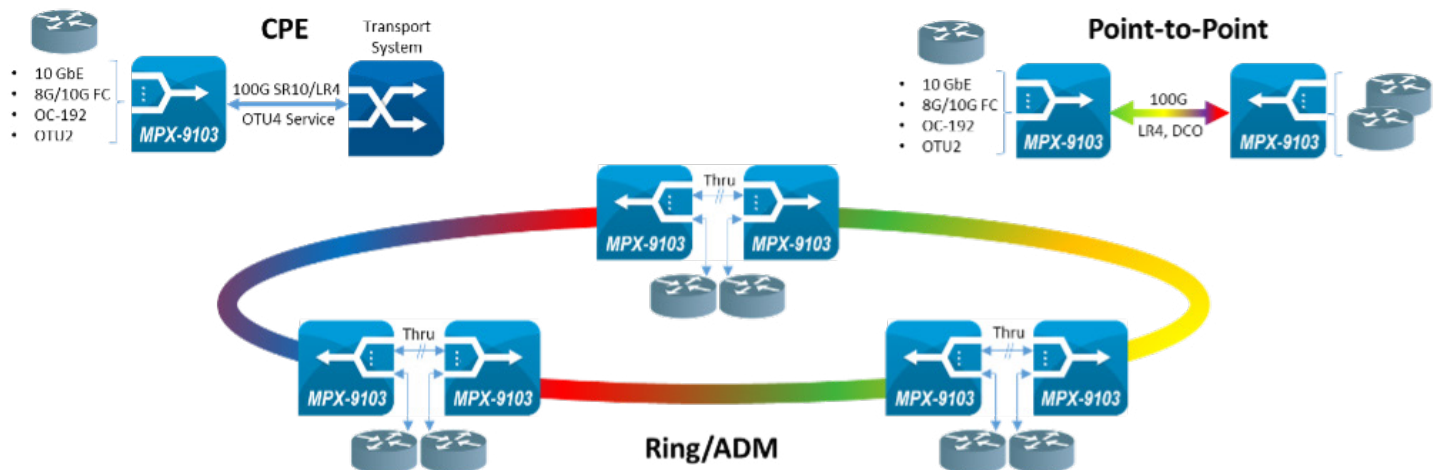 CPE
Transport
System
• 10 GbE
• 8G/10G FC
• OC-192
• OTU2
MPX-9103
100G SR10/LR4
OTU4 Service
Point-to-Point
• 10 GbE
• 8G/10G FC
• OC-192
• OTU2
MPX-9103
100G
LR4, DCO
MPX-9103
Thru
MPX-9103
MPX-9103
Thru
MPX-9103
MPX-9103
Thru
MPX-9103
MPX-9103
Ring/ADM